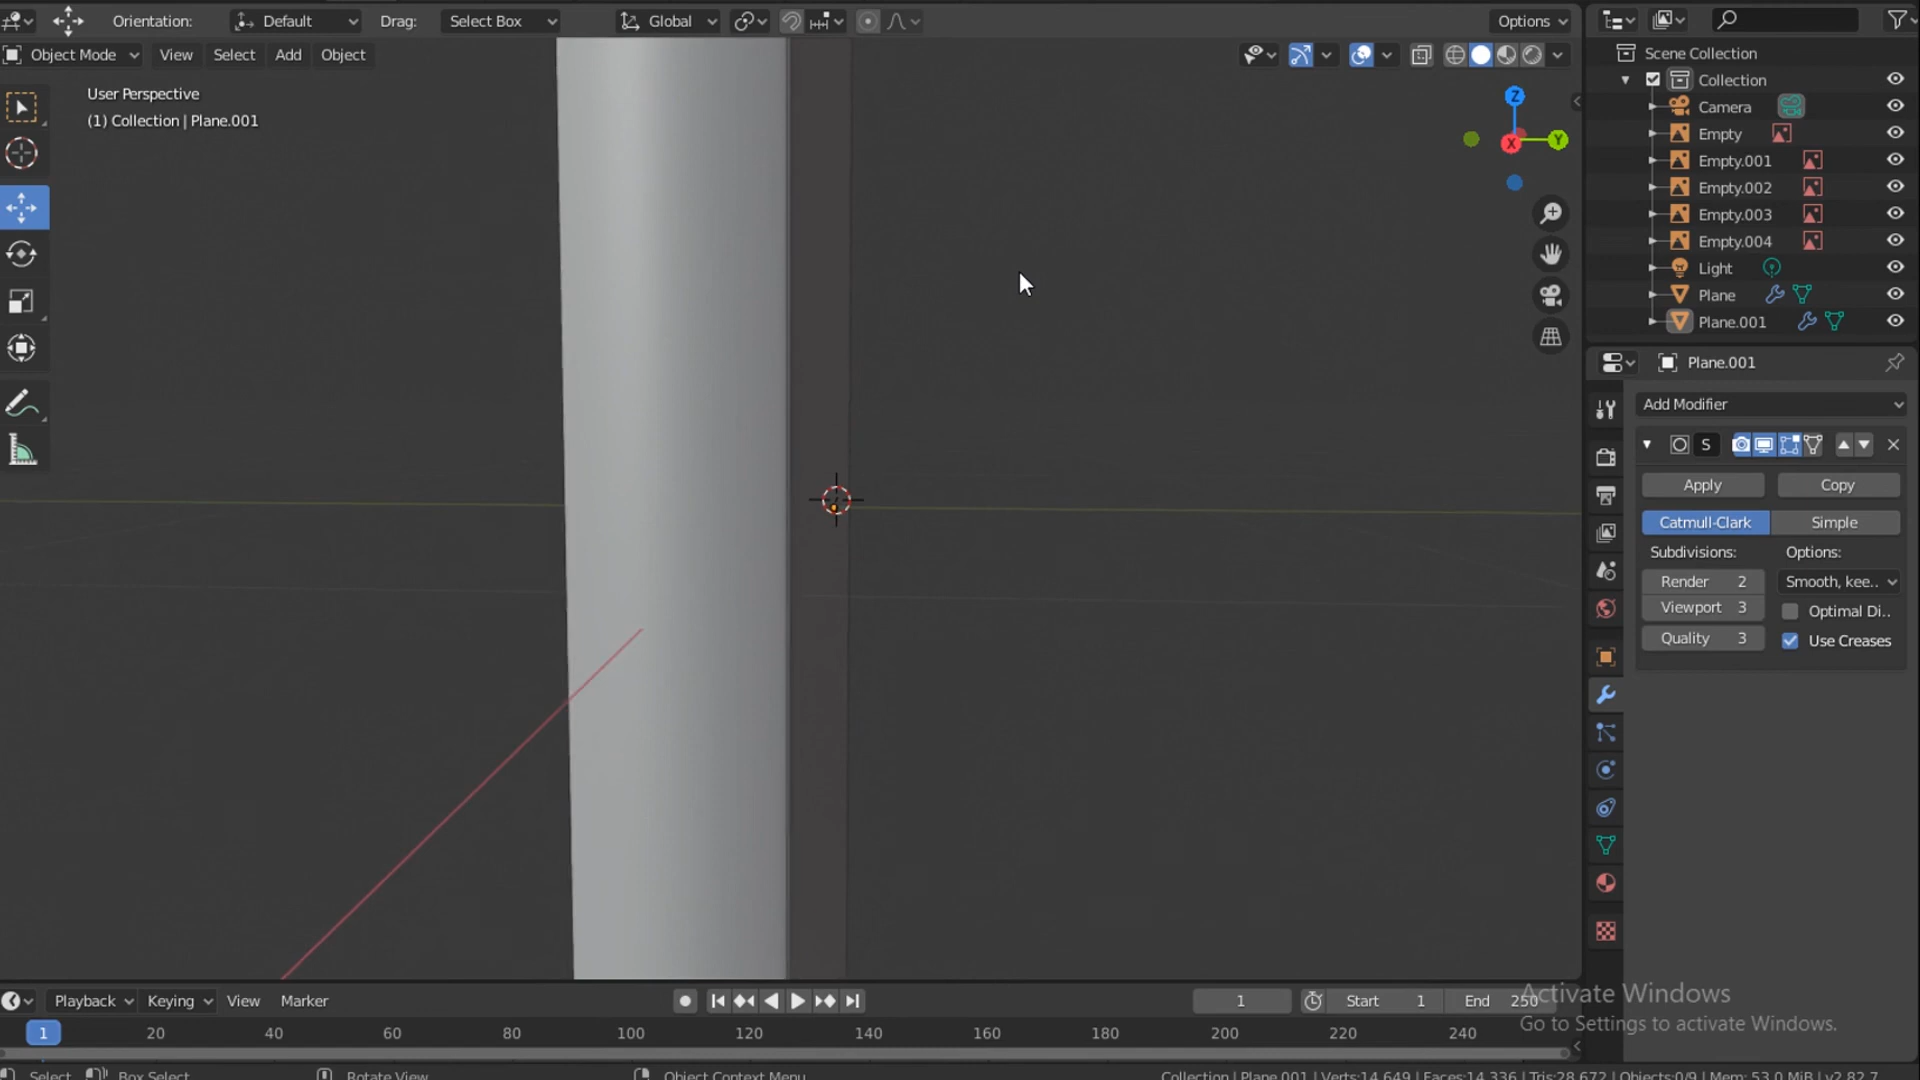 Orientation: Default Drag: Select Box Global Options
Object Mode View Select Add Object
User Perspective
(1) Collection | Plane.001
Z
X
Y
Scene Collection
Collection
Camera
Empty
Empty.001
Empty.002
Empty.003
Empty.004
Light
Plane
Plane.001
Plane.001
Add Modifier
S
Apply Copy
Catmull-Clark Simple
Subdivisions: Options:
Render 2 Smooth, kee..
Viewport 3 Optimal Di..
Quality 3 Use Creases
Activate Windows
Go to Settings to activate Windows.
Playback Keying View Marker 1 Start 1 End 250
1 20 40 60 80 100 120 140 160 180 200 220 240
Select Box Select Rotate View Object Context Menu Collection | Plane.001 | Verts:14,649 | Faces:14,336 | Tris:28,672 | Objects:0/9 | Mem: 53.0 MiB | v2.82.7